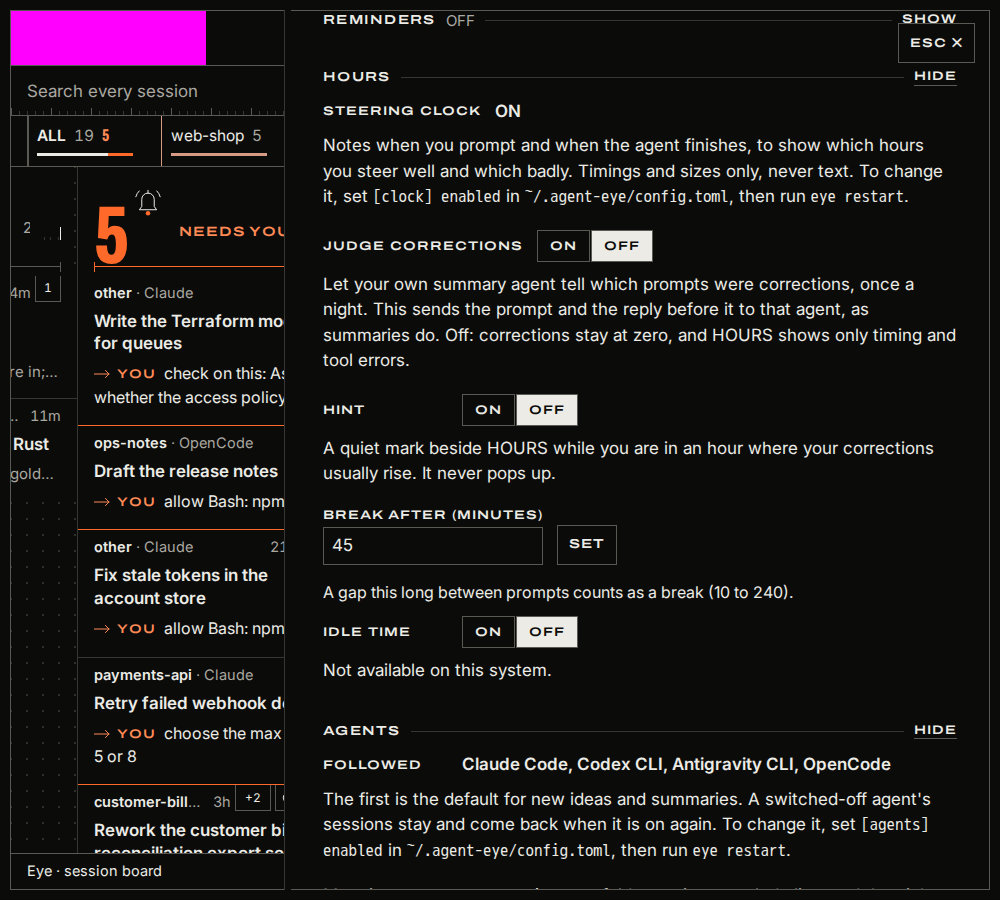 Search every session
ALL 19 5
web-shop 5
2
4m 1
re in;...
.. 11m
Rust
gold...
5
NEEDS YOU
other · Claude
Write the Terraform mo
for queues
→ YOU check on this: As
whether the access policy
ops-notes · OpenCode
Draft the release notes
→ YOU allow Bash: npm
other · Claude 21
Fix stale tokens in the
account store
→ YOU allow Bash: npm
payments-api · Claude
Retry failed webhook de
→ YOU choose the max
5 or 8
customer-bill... 3h +2
Rework the customer bi
reconciliation export so
Eye · session board
REMINDERS OFF SHOW
ESC ✕
HOURS HIDE
STEERING CLOCK ON
Notes when you prompt and when the agent finishes, to show which hours
you steer well and which badly. Timings and sizes only, never text. To change
it, set [clock] enabled in ~/.agent-eye/config.toml, then run eye restart.
JUDGE CORRECTIONS ON OFF
Let your own summary agent tell which prompts were corrections, once a
night. This sends the prompt and the reply before it to that agent, as
summaries do. Off: corrections stay at zero, and HOURS shows only timing and
tool errors.
HINT ON OFF
A quiet mark beside HOURS while you are in an hour where your corrections
usually rise. It never pops up.
BREAK AFTER (MINUTES)
45 SET
A gap this long between prompts counts as a break (10 to 240).
IDLE TIME ON OFF
Not available on this system.
AGENTS HIDE
FOLLOWED Claude Code, Codex CLI, Antigravity CLI, OpenCode
The first is the default for new ideas and summaries. A switched-off agent's
sessions stay and come back when it is on again. To change it, set [agents]
enabled in ~/.agent-eye/config.toml, then run eye restart.